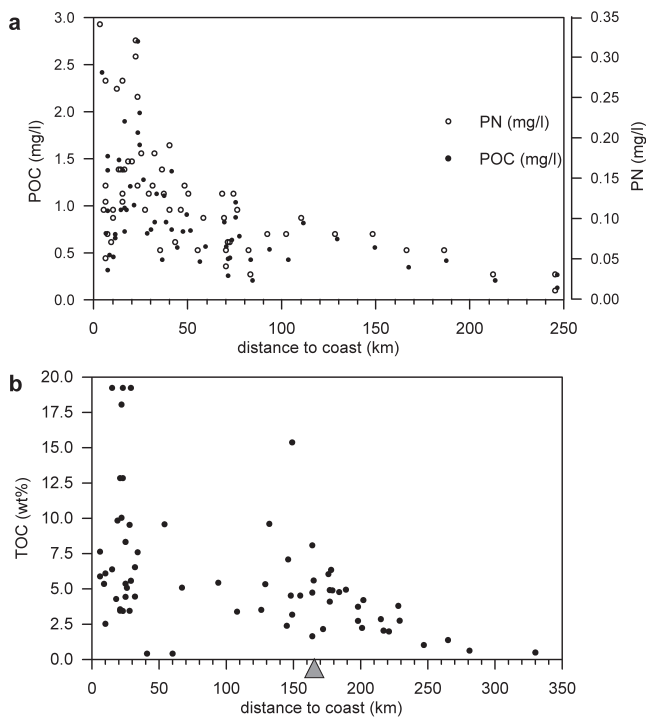 a
3.0
2.5
2.0
1.5
1.0
0.5
0.0
POC (mg/l)
0.35
0.30
0.25
0.20
0.15
0.10
0.05
0.00
PN (mg/l)
PN (mg/l)
POC (mg/l)
0 50 100 150 200 250
distance to coast (km)
b
20.0
17.5
15.0
12.5
10.0
7.5
5.0
2.5
0.0
TOC (wt%)
0 50 100 150 200 250 300 350
distance to coast (km)